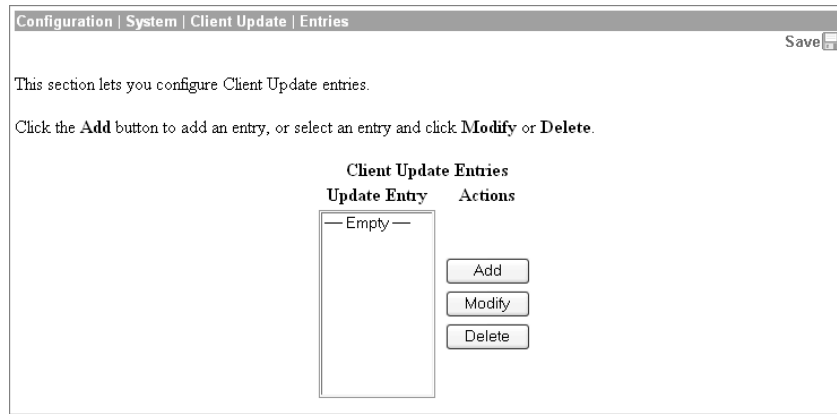 Configuration | System | Client Update | Entries
Save
This section lets you configure Client Update entries.
Click the Add button to add an entry, or select an entry and click Modify or Delete.
Client Update Entries
Update Entry Actions
— Empty —
Add
Modify
Delete